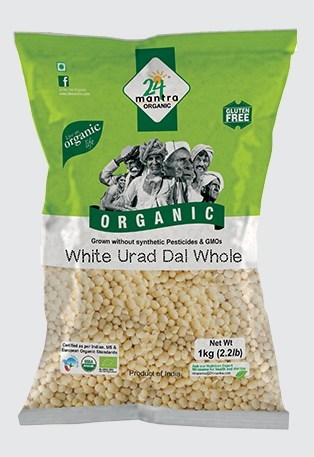 24
mantra
ORGANIC
GLUTEN
FREE
organic
life
ORGANIC
Grown without synthetic Pesticides & GMOs
White Urad Dal Whole
Net Wt
1kg (2.2lb)
Certified as per Indian, US &
European Organic Standards
Product of India